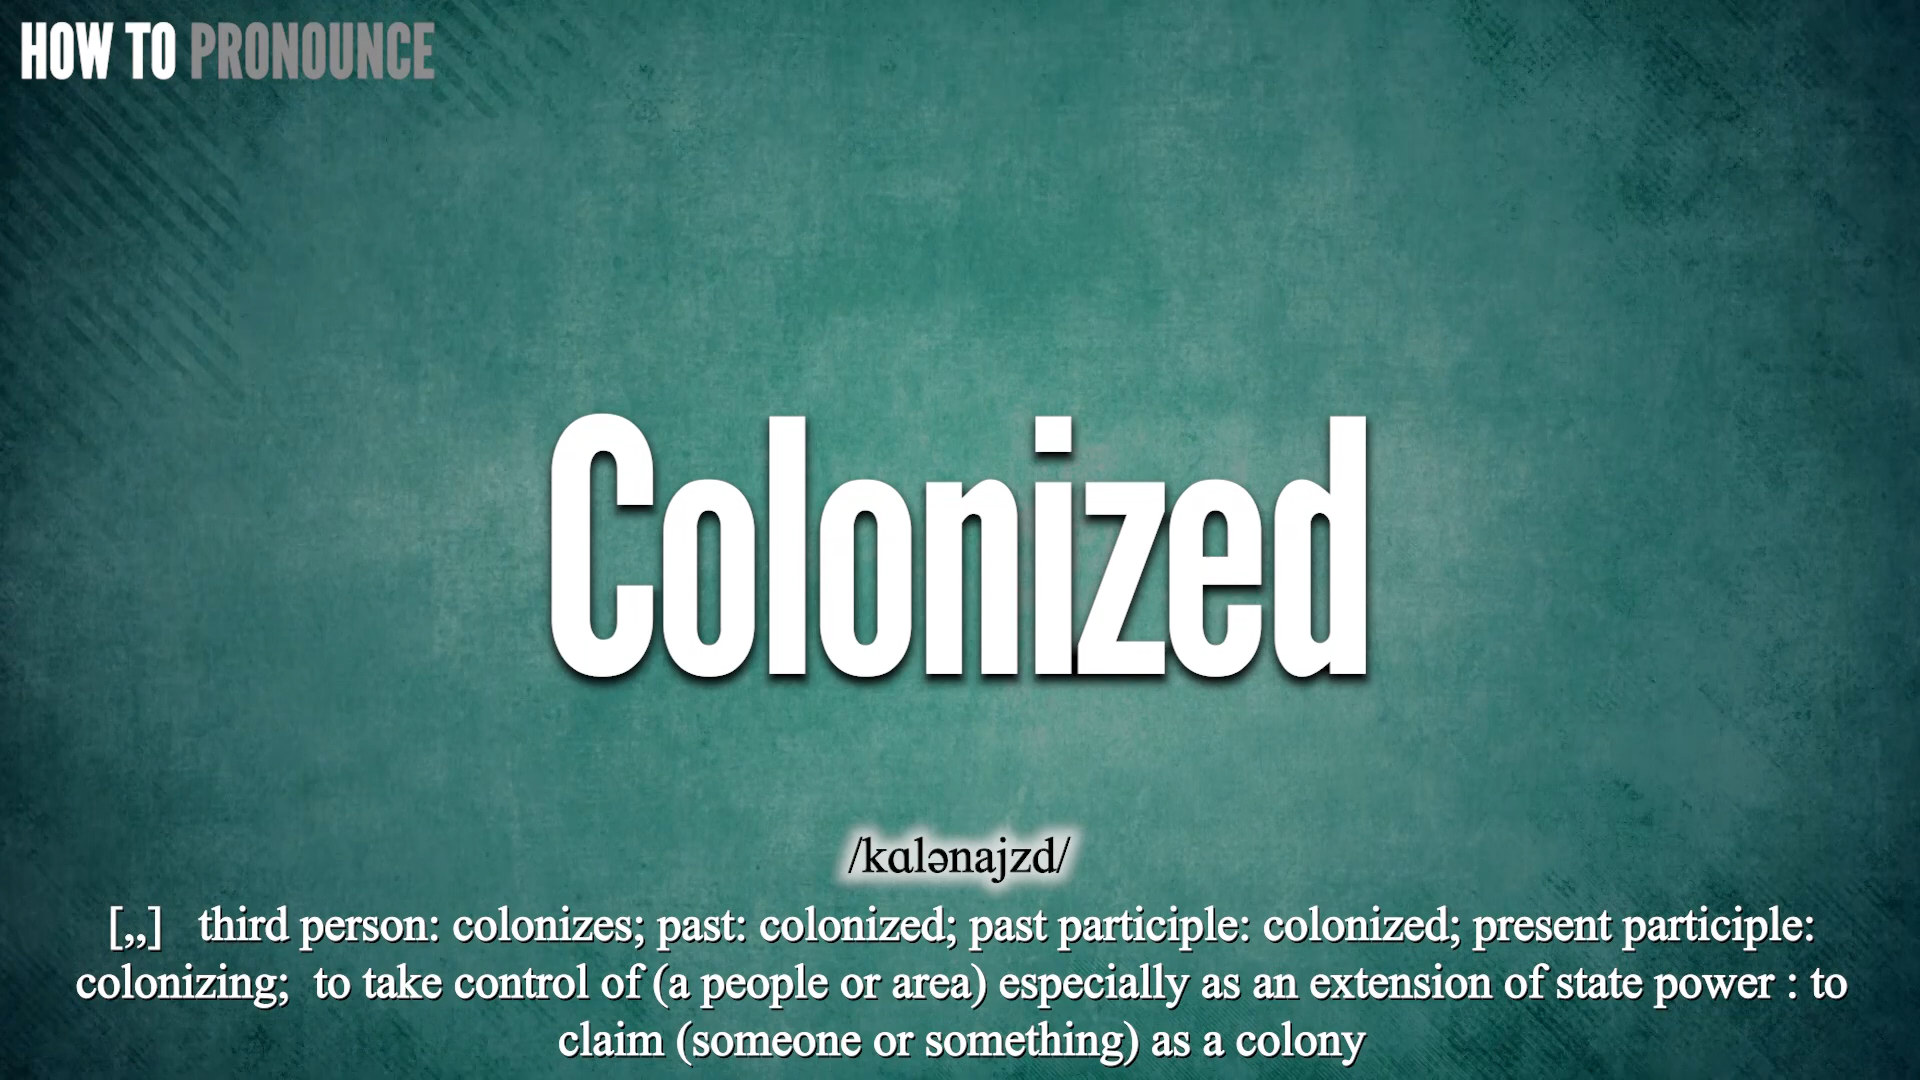 HOW TO PRONOUNCE
Colonized
/kɑlənajzd/
[,,] third person: colonizes; past: colonized; past participle: colonized; present participle:
colonizing; to take control of (a people or area) especially as an extension of state power : to
claim (someone or something) as a colony